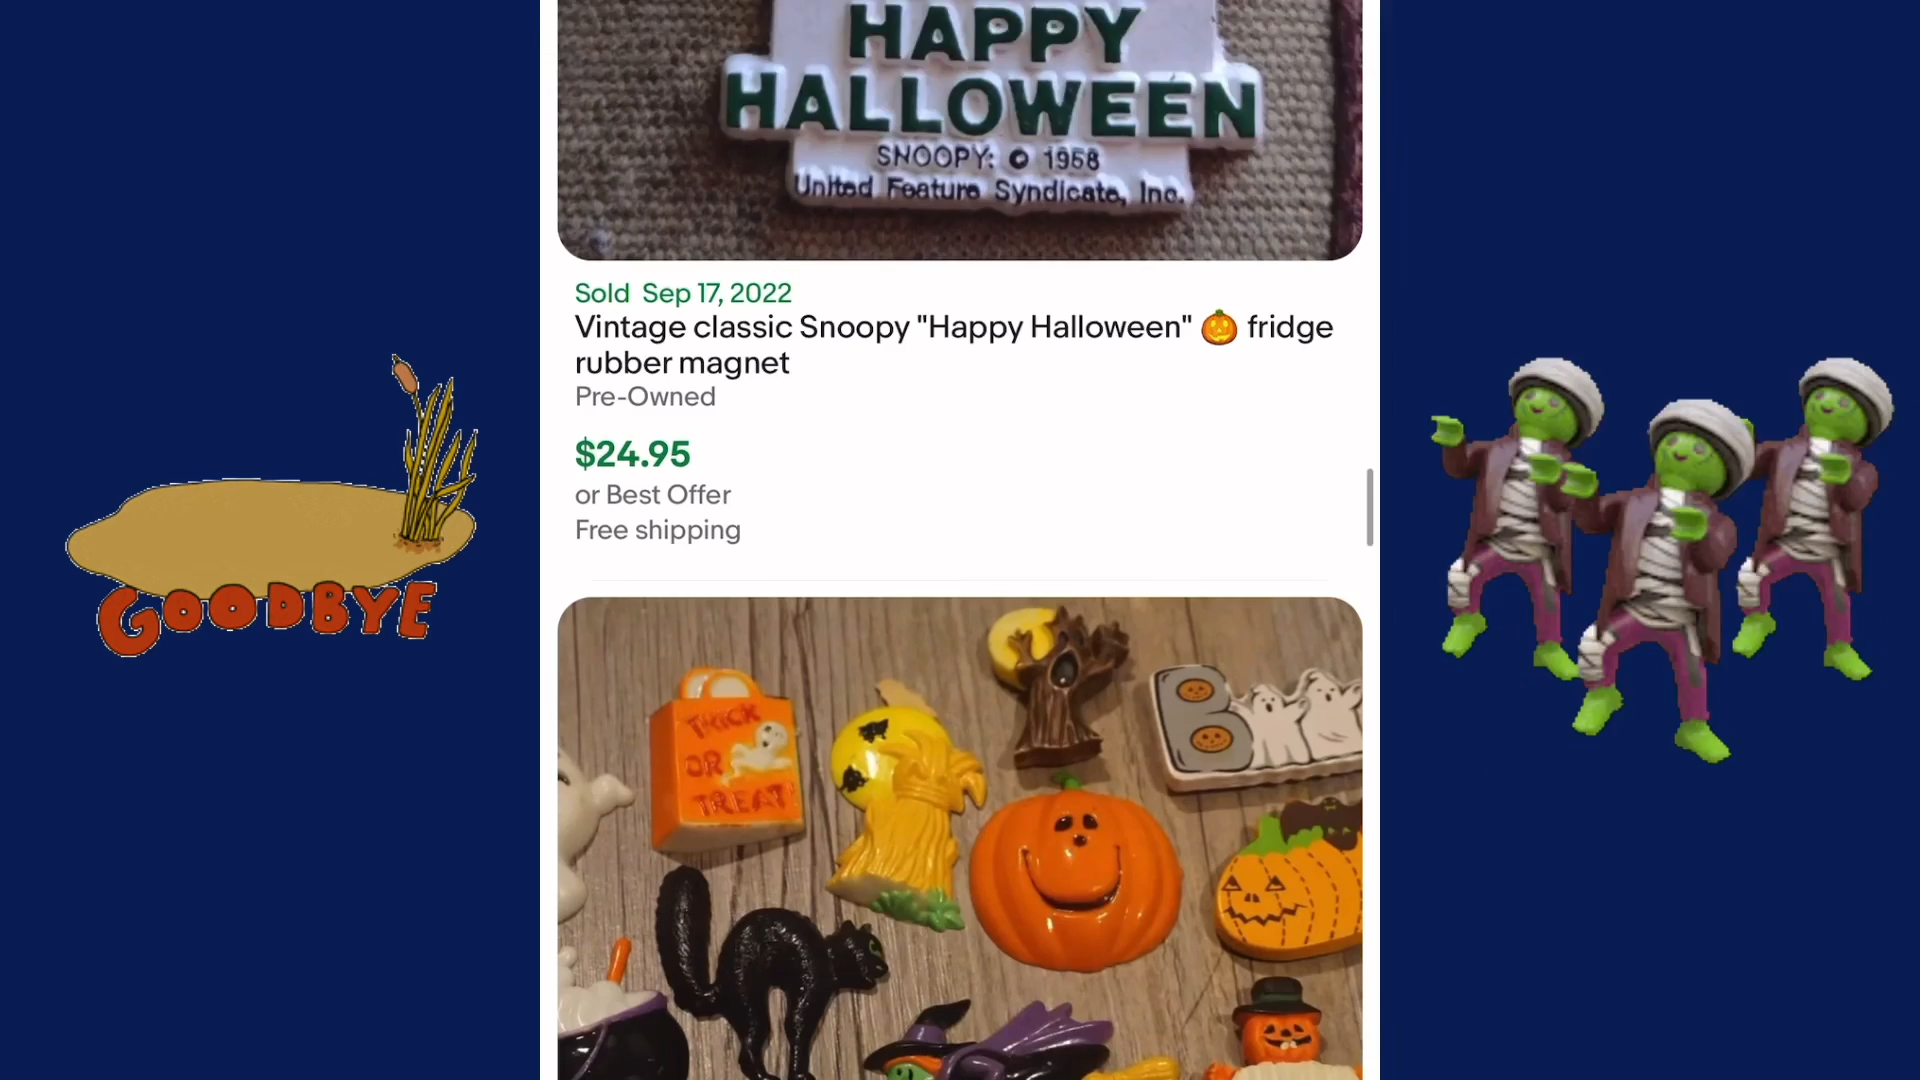 HAPPY
HALLOWEEN
SNOOPY: © 1958
United Feature Syndicate, Inc.
Sold Sep 17, 2022
Vintage classic Snoopy "Happy Halloween" 🎃 fridge
rubber magnet
Pre-Owned
$24.95
or Best Offer
Free shipping
GOODBYE
TRICK
OR
TREAT
B